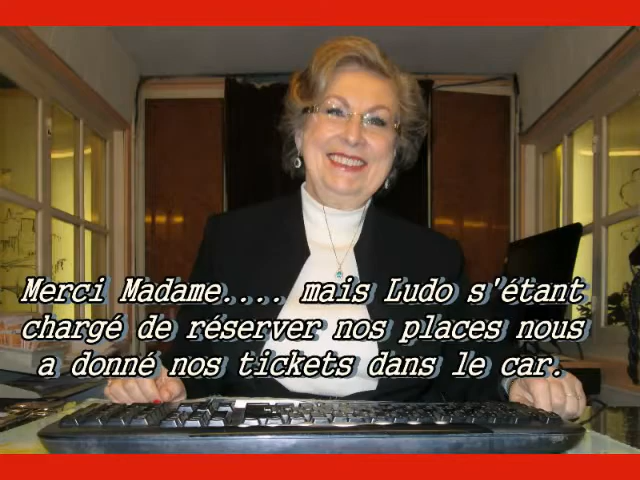 Merci Madame.... mais Ludo s'étant
chargé de réserver nos places nous
a donné nos tickets dans le car.